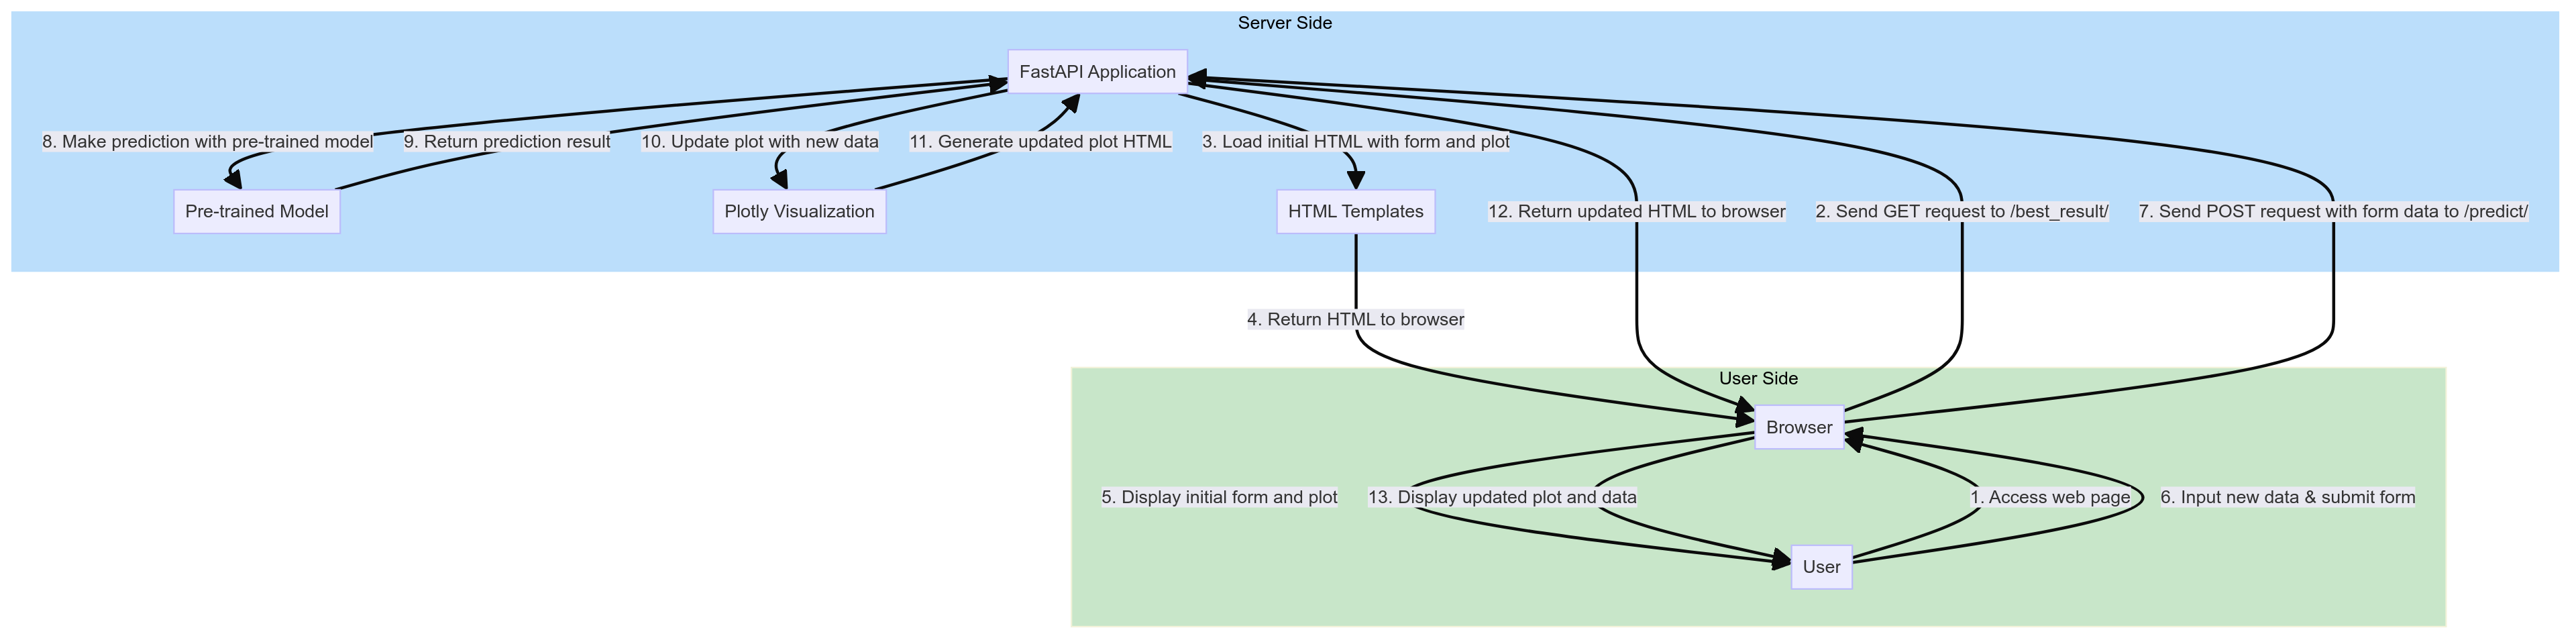 Server Side
FastAPI Application
8. Make prediction with pre-trained model
9. Return prediction result
10. Update plot with new data
11. Generate updated plot HTML
3. Load initial HTML with form and plot
Pre-trained Model
Plotly Visualization
HTML Templates
12. Return updated HTML to browser
2. Send GET request to /best_result/
7. Send POST request with form data to /predict/
4. Return HTML to browser
User Side
Browser
5. Display initial form and plot
13. Display updated plot and data
1. Access web page
6. Input new data & submit form
User